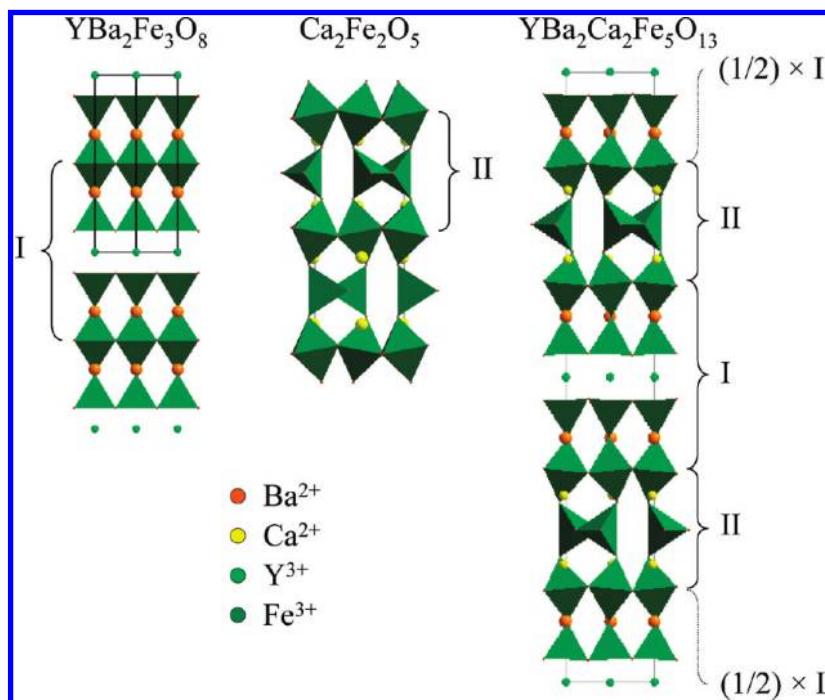 YBa₂Fe₃O₈
Ca₂Fe₂O₅
YBa₂Ca₂Fe₅O₁₃
(1/2) × I
I
II
II
I
II
(1/2) × I
Ba²⁺
Ca²⁺
Y³⁺
Fe³⁺